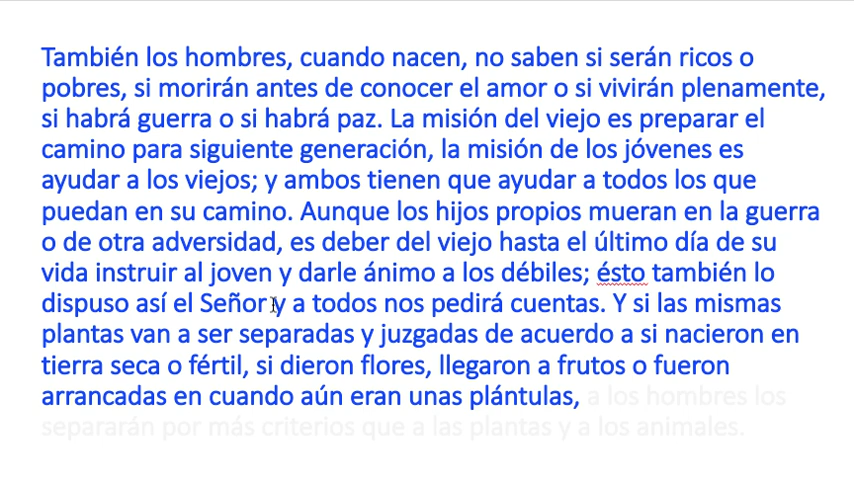 También los hombres, cuando nacen, no saben si serán ricos o
pobres, si morirán antes de conocer el amor o si vivirán plenamente,
si habrá guerra o si habrá paz. La misión del viejo es preparar el
camino para siguiente generación, la misión de los jóvenes es
ayudar a los viejos; y ambos tienen que ayudar a todos los que
puedan en su camino. Aunque los hijos propios mueran en la guerra
o de otra adversidad, es deber del viejo hasta el último día de su
vida instruir al joven y darle ánimo a los débiles; ésto también lo
dispuso así el Señor y a todos nos pedirá cuentas. Y si las mismas
plantas van a ser separadas y juzgadas de acuerdo a si nacieron en
tierra seca o fértil, si dieron flores, llegaron a frutos o fueron
arrancadas en cuando aún eran unas plántulas, a los hombres los
separarán por más criterios que a las plantas y a los animales.